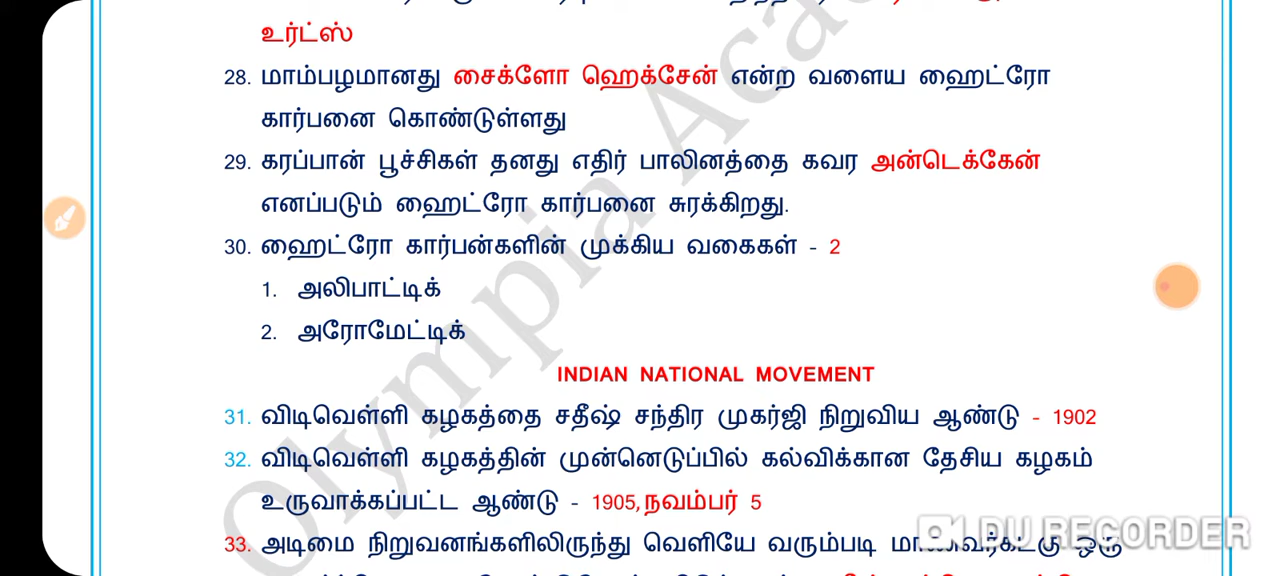 உர்ட்ஸ்
28. மாம்பழமானது சைக்ளோ ஹெக்சேன் என்ற வளைய ஹைட்ரோ
கார்பனை கொண்டுள்ளது
29. கரப்பான் பூச்சிகள் தனது எதிர் பாலினத்தை கவர அன்டெக்கேன்
எனப்படும் ஹைட்ரோ கார்பனை சுரக்கிறது.
30. ஹைட்ரோ கார்பன்களின் முக்கிய வகைகள் - 2
1. அலிபாட்டிக்
2. அரோமேட்டிக்
INDIAN NATIONAL MOVEMENT
31. விடிவெள்ளி கழகத்தை சதீஷ் சந்திர முகர்ஜி நிறுவிய ஆண்டு - 1902
32. விடிவெள்ளி கழகத்தின் முன்னெடுப்பில் கல்விக்கான தேசிய கழகம்
உருவாக்கப்பட்ட ஆண்டு - 1905, நவம்பர் 5
33. அடிமை நிறுவனங்களிலிருந்து வெளியே வரும்படி ஒரு
Olympia Aca
DU RECORDER